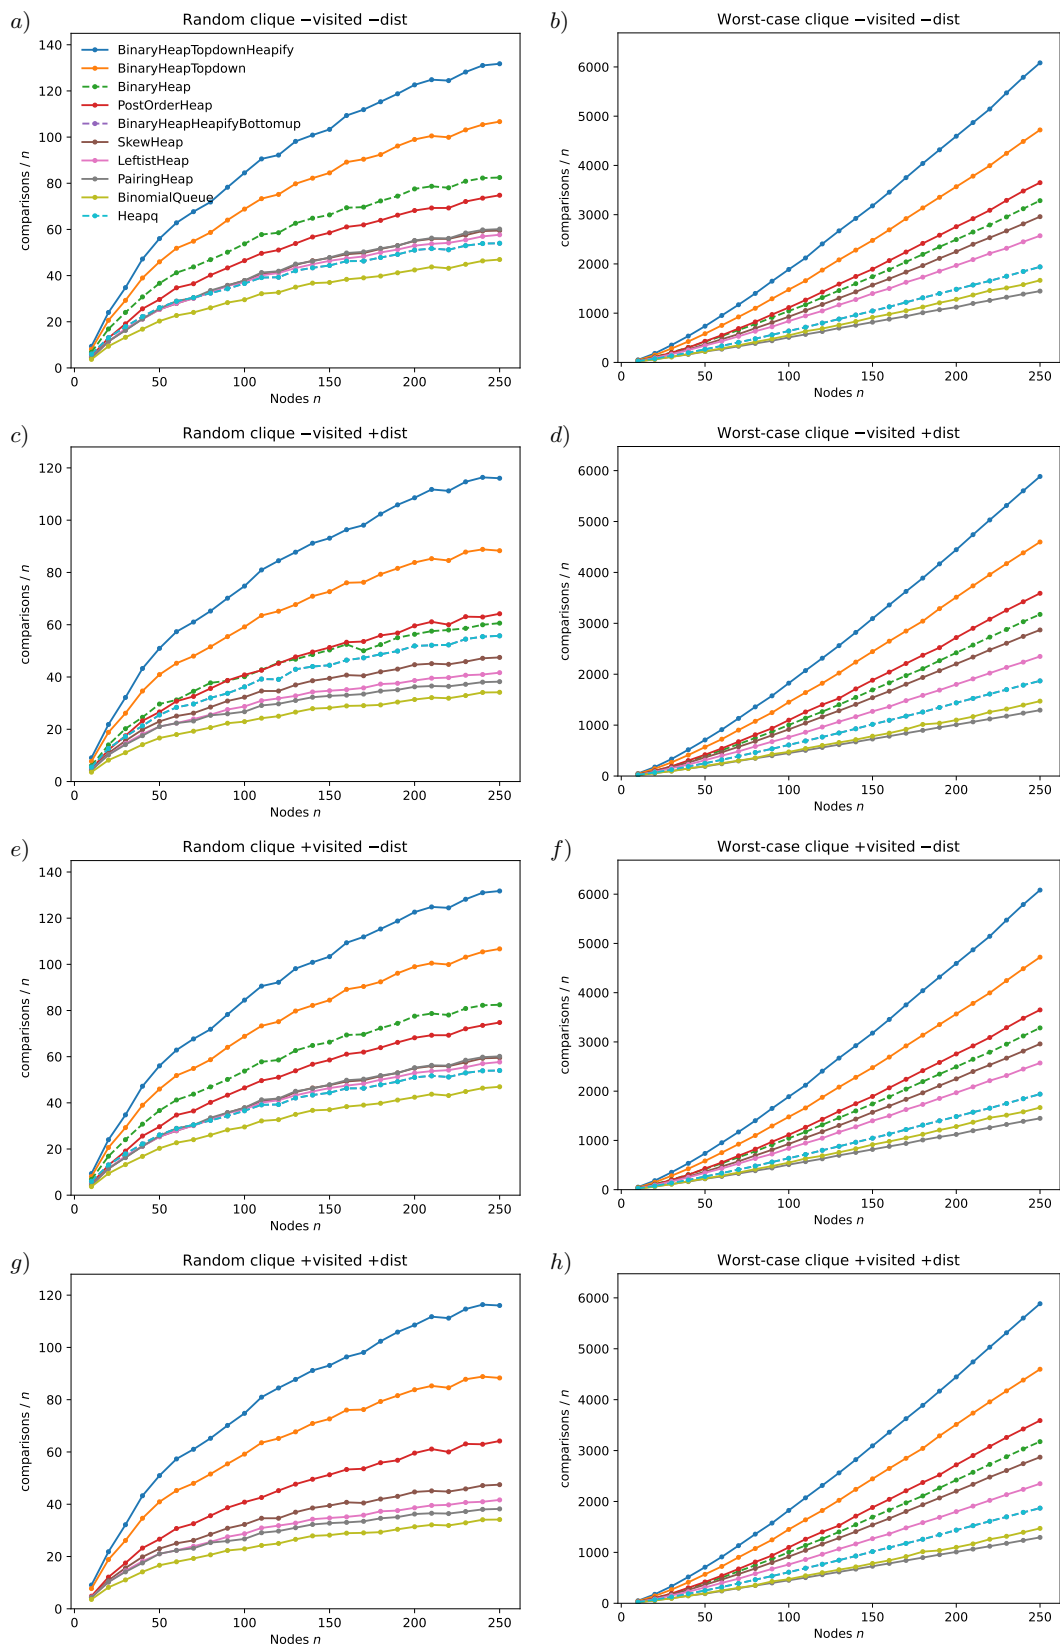 a)
Random clique −visited −dist
comparisons / n
140
120
100
80
60
40
20
0
BinaryHeapTopdownHeapify
BinaryHeapTopdown
BinaryHeap
PostOrderHeap
BinaryHeapHeapifyBottomup
SkewHeap
LeftistHeap
PairingHeap
BinomialQueue
Heapq
0 50 100 150 200 250
Nodes n
b)
Worst-case clique −visited −dist
comparisons / n
6000
5000
4000
3000
2000
1000
0
0 50 100 150 200 250
Nodes n
c)
Random clique −visited +dist
comparisons / n
120
100
80
60
40
20
0
0 50 100 150 200 250
Nodes n
d)
Worst-case clique −visited +dist
comparisons / n
6000
5000
4000
3000
2000
1000
0
0 50 100 150 200 250
Nodes n
e)
Random clique +visited −dist
comparisons / n
140
120
100
80
60
40
20
0
0 50 100 150 200 250
Nodes n
f)
Worst-case clique +visited −dist
comparisons / n
6000
5000
4000
3000
2000
1000
0
0 50 100 150 200 250
Nodes n
g)
Random clique +visited +dist
comparisons / n
120
100
80
60
40
20
0
0 50 100 150 200 250
Nodes n
h)
Worst-case clique +visited +dist
comparisons / n
6000
5000
4000
3000
2000
1000
0
0 50 100 150 200 250
Nodes n